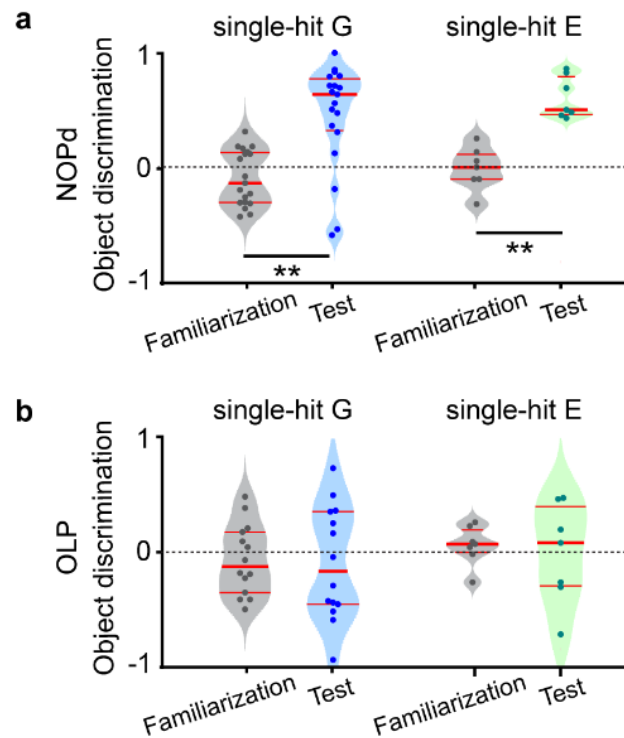 a
single-hit G
single-hit E
NOPd
Object discrimination
1
0
-1
**
**
Familiarization
Test
Familiarization
Test
b
single-hit G
single-hit E
OLP
Object discrimination
1
0
-1
Familiarization
Test
Familiarization
Test